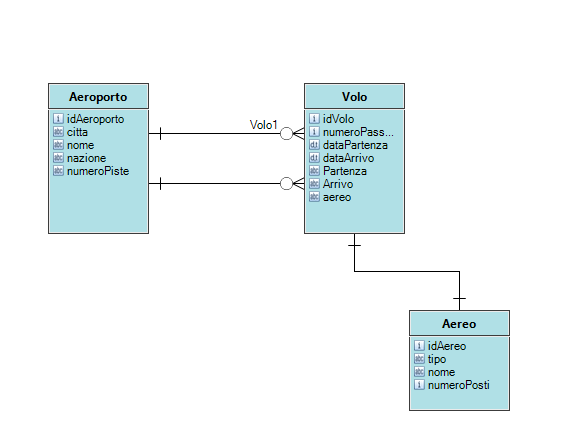 Aeroporto
idAeroporto
citta
nome
nazione
numeroPiste
Volo1
Volo
idVolo
numeroPass...
dataPartenza
dataArrivo
Partenza
Arrivo
aereo
Aereo
idAereo
tipo
nome
numeroPosti